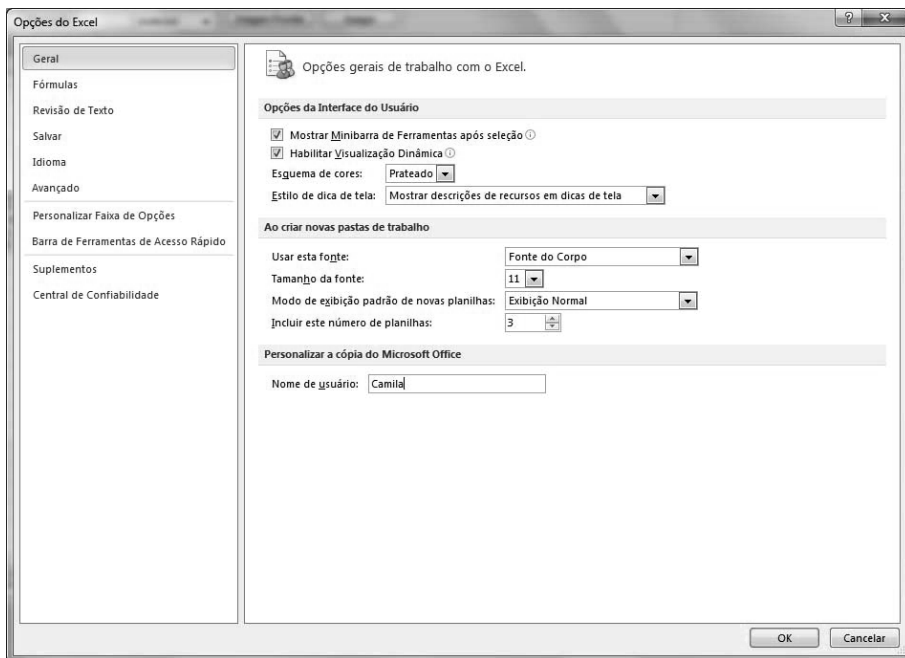 Opções do Excel
Geral
Fórmulas
Revisão de Texto
Salvar
Idioma
Avançado
Personalizar Faixa de Opções
Barra de Ferramentas de Acesso Rápido
Suplementos
Central de Confiabilidade
Opções gerais de trabalho com o Excel.
Opções da Interface do Usuário
Mostrar Minibarra de Ferramentas após seleção
Habilitar Visualização Dinâmica
Esquema de cores: Prateado
Estilo de dica de tela: Mostrar descrições de recursos em dicas de tela
Ao criar novas pastas de trabalho
Usar esta fonte: Fonte do Corpo
Tamanho da fonte: 11
Modo de exibição padrão de novas planilhas: Exibição Normal
Incluir este número de planilhas: 3
Personalizar a cópia do Microsoft Office
Nome de usuário: Camila
OK Cancelar